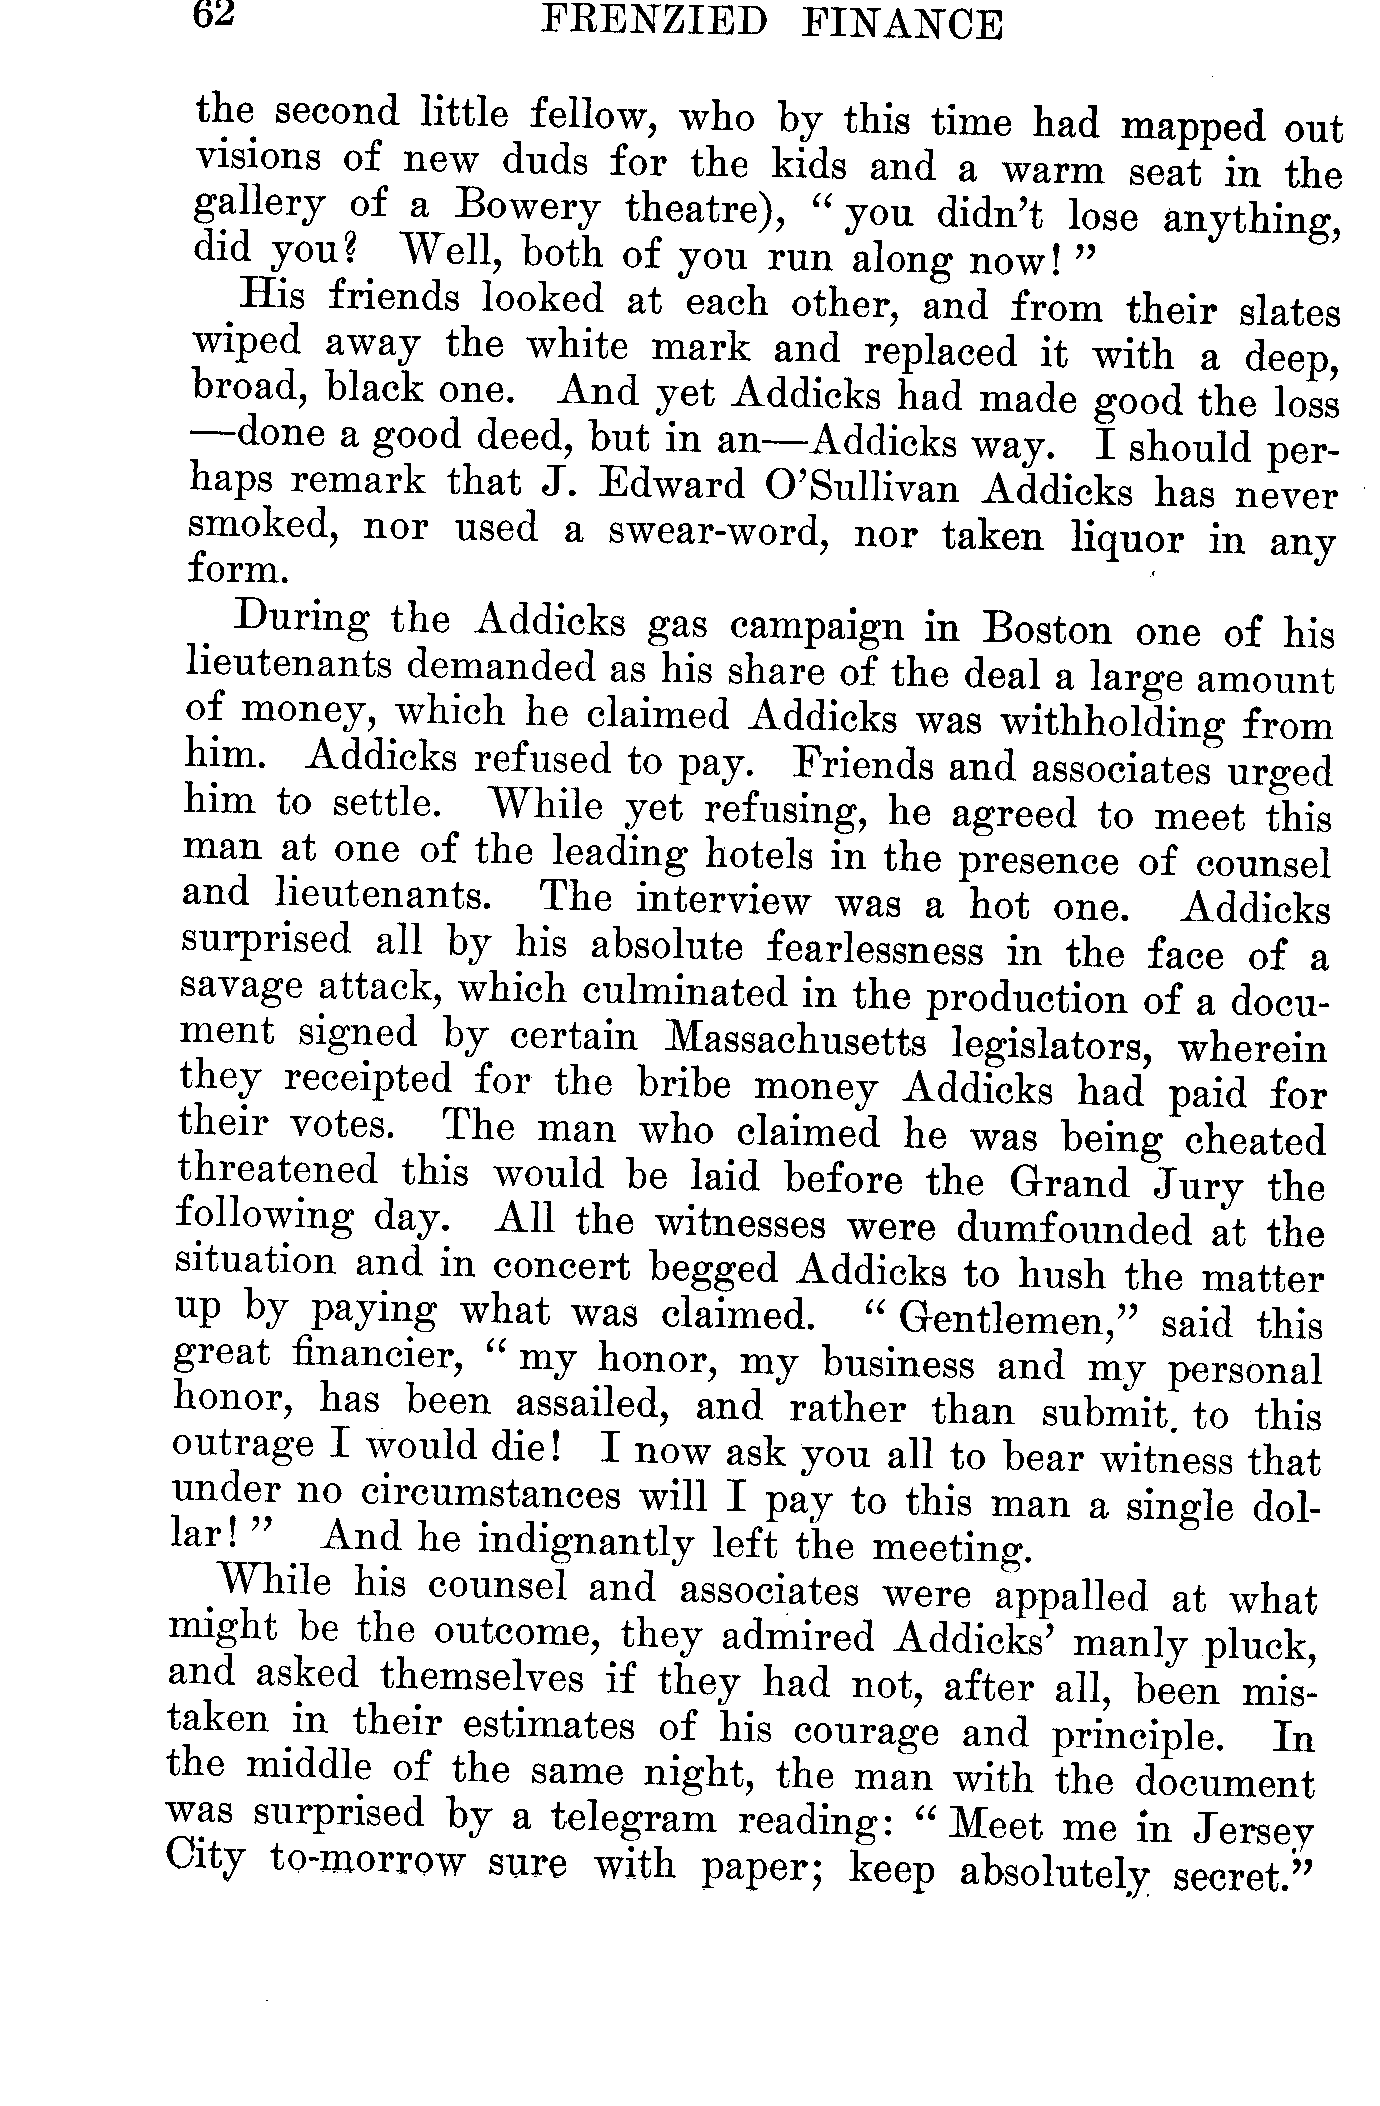 62 FRENZIED FINANCE
the second little fellow, who by this time had mapped out
visions of new duds for the kids and a warm seat in the
gallery of a Bowery theatre), “ you didn’t lose anything,
did you? Well, both of you run along now! ”
His friends looked at each other, and from their slates
wiped away the white mark and replaced it with a deep,
broad, black one. And yet Addicks had made good the loss
—done a good deed, but in an—Addicks way. I should per-
haps remark that J. Edward O’Sullivan Addicks has never
smoked, nor used a swear-word, nor taken liquor in any
form.
During the Addicks gas campaign in Boston one of his
lieutenants demanded as his share of the deal a large amount
of money, which he claimed Addicks was withholding from
him. Addicks refused to pay. Friends and associates urged
him to settle. While yet refusing, he agreed to meet this
man at one of the leading hotels in the presence of counsel
and lieutenants. The interview was a hot one. Addicks
surprised all by his absolute fearlessness in the face of a
savage attack, which culminated in the production of a docu-
ment signed by certain Massachusetts legislators, wherein
they receipted for the bribe money Addicks had paid for
their votes. The man who claimed he was being cheated
threatened this would be laid before the Grand Jury the
following day. All the witnesses were dumfounded at the
situation and in concert begged Addicks to hush the matter
up by paying what was claimed. “ Gentlemen,” said this
great financier, “ my honor, my business and my personal
honor, has been assailed, and rather than submit to this
outrage I would die! I now ask you all to bear witness that
under no circumstances will I pay to this man a single dol-
lar! ” And he indignantly left the meeting.
While his counsel and associates were appalled at what
might be the outcome, they admired Addicks’ manly pluck,
and asked themselves if they had not, after all, been mis-
taken in their estimates of his courage and principle. In
the middle of the same night, the man with the document
was surprised by a telegram reading: “ Meet me in Jersey
City to-morrow sure with paper; keep absolutely secret.”